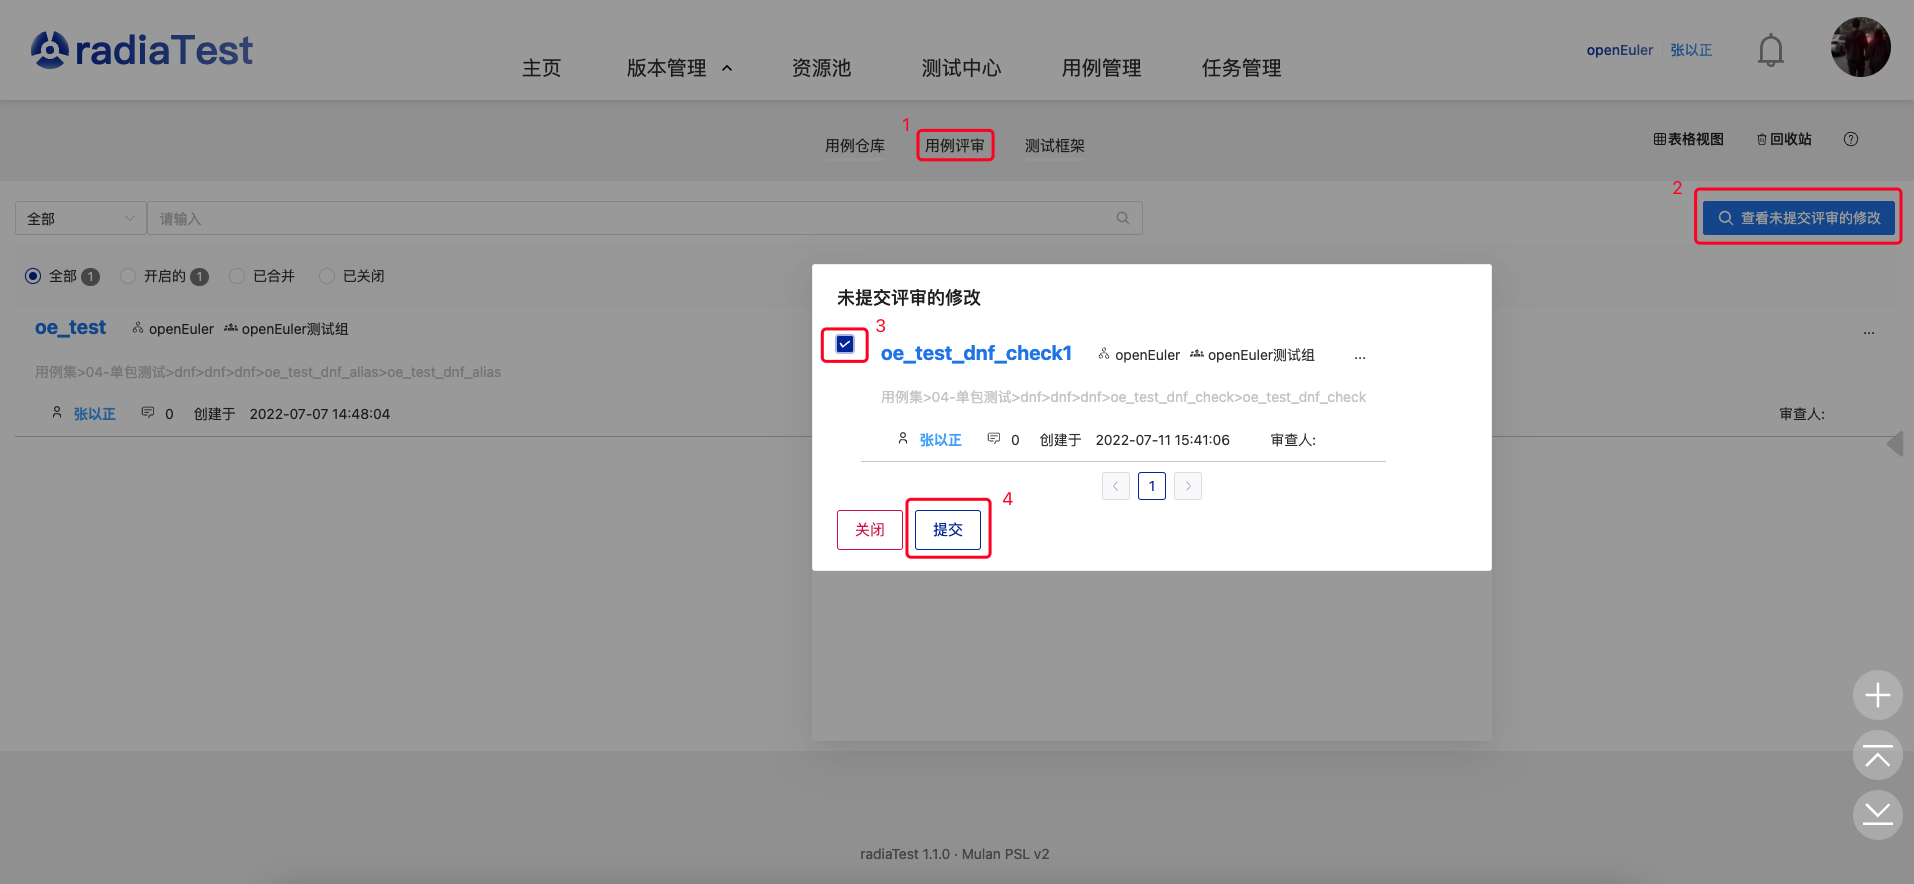 radiaTest
主页
版本管理
资源池
测试中心
用例管理
任务管理
openEuler
张以正
用例仓库
1
用例评审
测试框架
表格视图
回收站
?
全部
请输入
2
查看未提交评审的修改
全部 1
开启的 1
已合并
已关闭
oe_test
openEuler
openEuler测试组
...
用例集>04-单包测试>dnf>dnf>dnf>oe_test_dnf_alias>oe_test_dnf_alias
张以正
0
创建于
2022-07-07 14:48:04
审查人:
未提交评审的修改
3
oe_test_dnf_check1
openEuler
openEuler测试组
...
用例集>04-单包测试>dnf>dnf>dnf>oe_test_dnf_check>oe_test_dnf_check
张以正
0
创建于
2022-07-11 15:41:06
审查人:
1
4
关闭
提交
radiaTest 1.1.0 · Mulan PSL v2